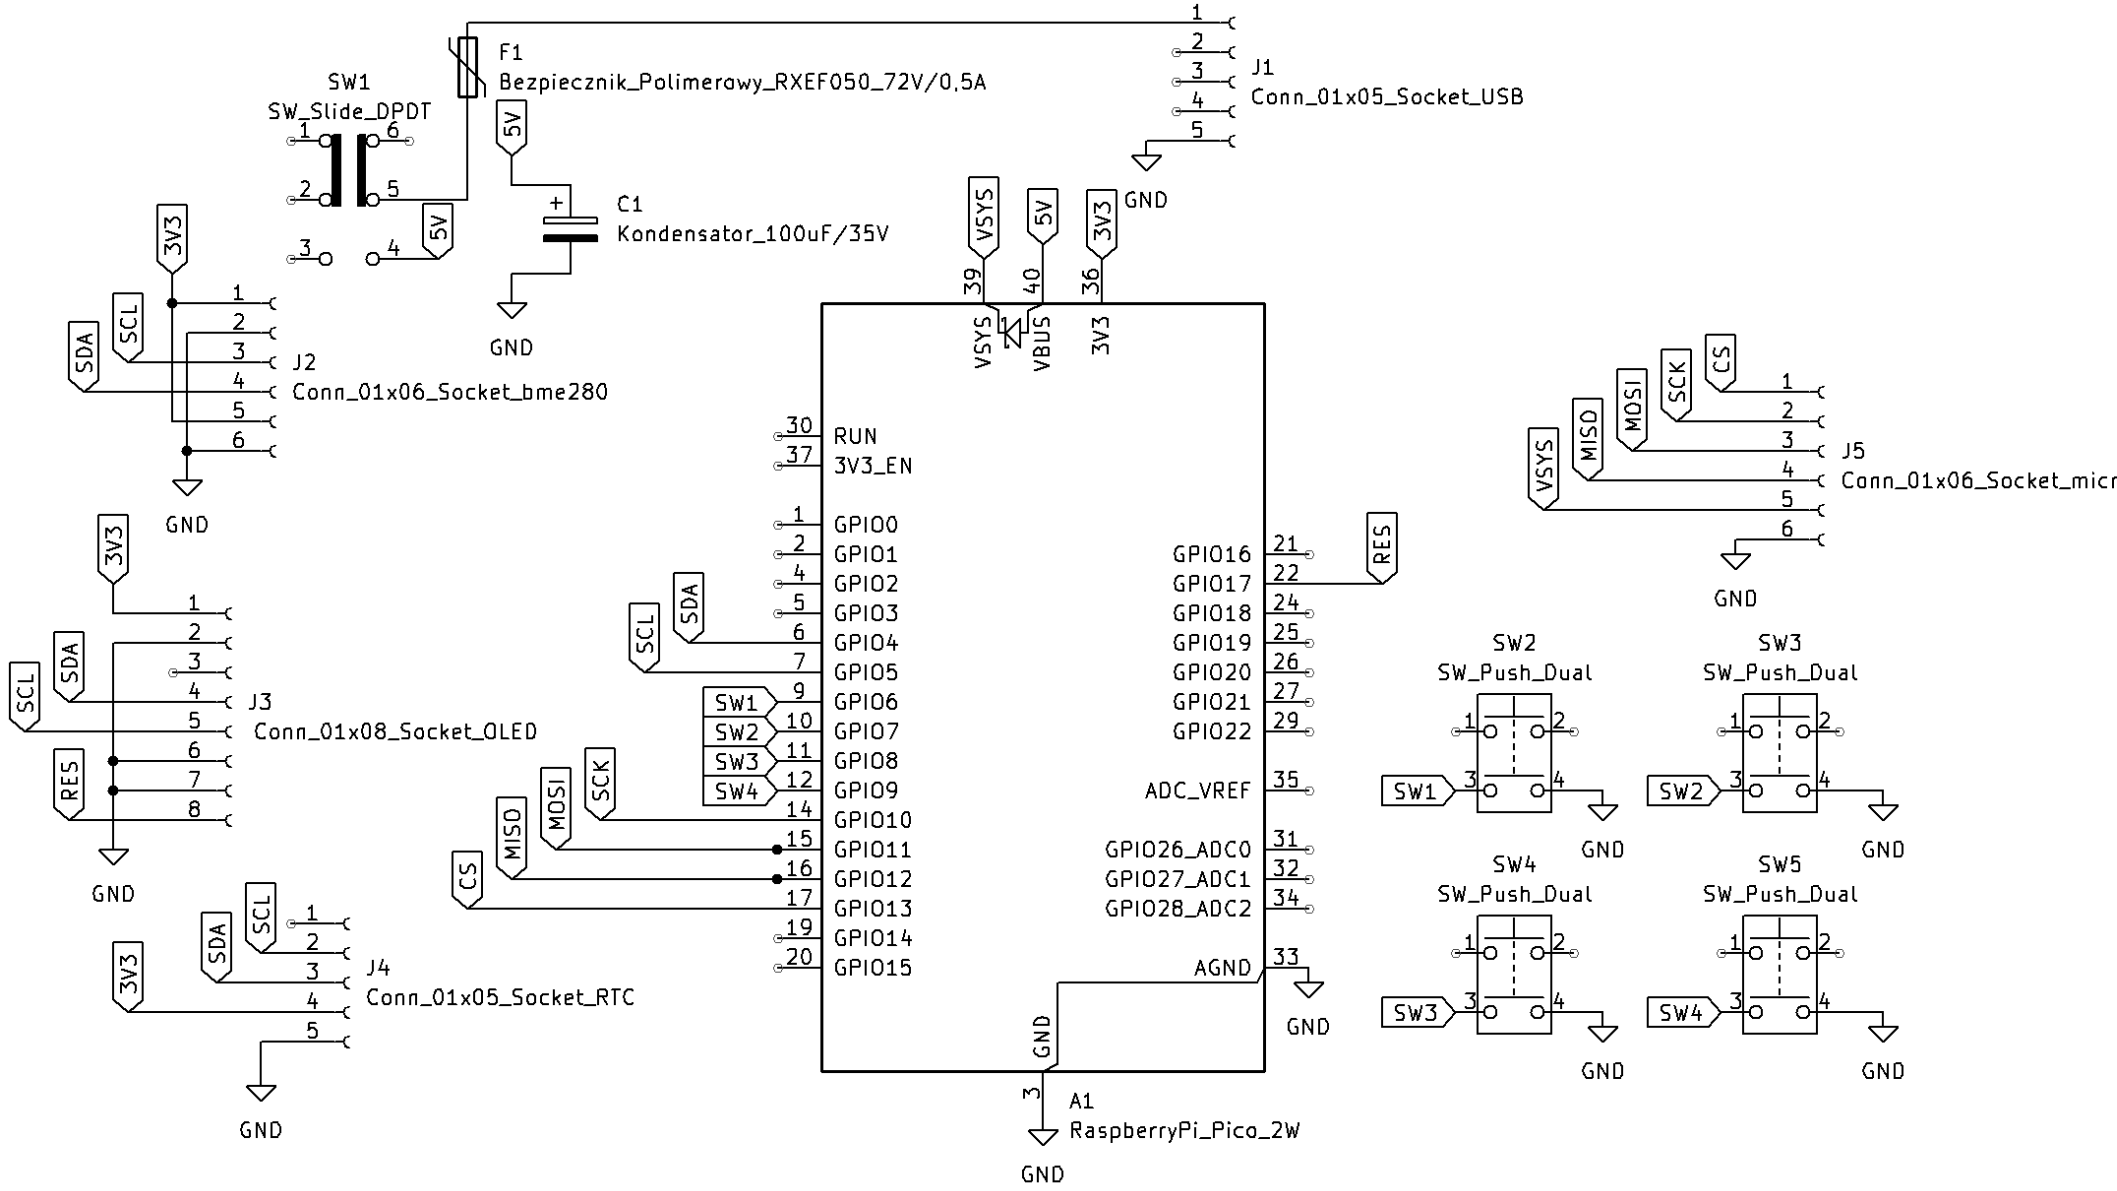 F1
Bezpiecznik_Polimerowy_RXEF050_72V/0,5A
SW1
SW_Slide_DPDT
1
6
2
5
3
4
5V
5V
+
C1
Kondensator_100uF/35V
GND
1
2
3
4
5
J1
Conn_01x05_Socket_USB
GND
3V3
SCL
SDA
1
2
3
4
5
6
J2
Conn_01x06_Socket_bme280
GND
3V3
SDA
SCL
RES
1
2
3
4
5
6
7
8
J3
Conn_01x08_Socket_OLED
GND
SCL
SDA
3V3
1
2
3
4
5
J4
Conn_01x05_Socket_RTC
GND
VSYS
5V
3V3
39
40
36
VSYS
VBUS
3V3
30
RUN
37
3V3_EN
1
GPIO0
2
GPIO1
4
GPIO2
5
GPIO3
SDA
6
GPIO4
SCL
7
GPIO5
SW1
9
GPIO6
SW2
10
GPIO7
SW3
11
GPIO8
SW4
12
GPIO9
SCK
14
GPIO10
MOSI
15
GPIO11
MISO
16
GPIO12
CS
17
GPIO13
19
GPIO14
20
GPIO15
GPIO16
21
GPIO17
22
RES
GPIO18
24
GPIO19
25
GPIO20
26
GPIO21
27
GPIO22
29
ADC_VREF
35
GPIO26_ADC0
31
GPIO27_ADC1
32
GPIO28_ADC2
34
AGND
33
GND
GND
3
A1
RaspberryPi_Pico_2W
GND
CS
SCK
MOSI
MISO
VSYS
1
2
3
4
5
6
J5
Conn_01x06_Socket_micr
GND
SW2
SW_Push_Dual
1
2
SW1
3
4
GND
SW3
SW_Push_Dual
1
2
SW2
3
4
GND
SW4
SW_Push_Dual
1
2
SW3
3
4
GND
SW5
SW_Push_Dual
1
2
SW4
3
4
GND